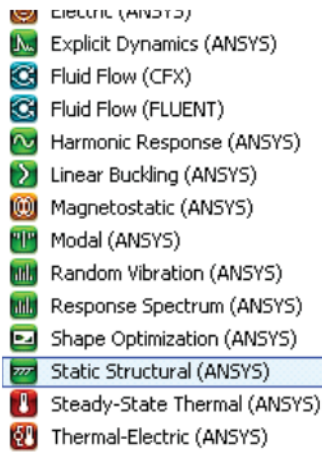 Electric (ANSYS)
Explicit Dynamics (ANSYS)
Fluid Flow (CFX)
Fluid Flow (FLUENT)
Harmonic Response (ANSYS)
Linear Buckling (ANSYS)
Magnetostatic (ANSYS)
Modal (ANSYS)
Random Vibration (ANSYS)
Response Spectrum (ANSYS)
Shape Optimization (ANSYS)
Static Structural (ANSYS)
Steady-State Thermal (ANSYS)
Thermal-Electric (ANSYS)